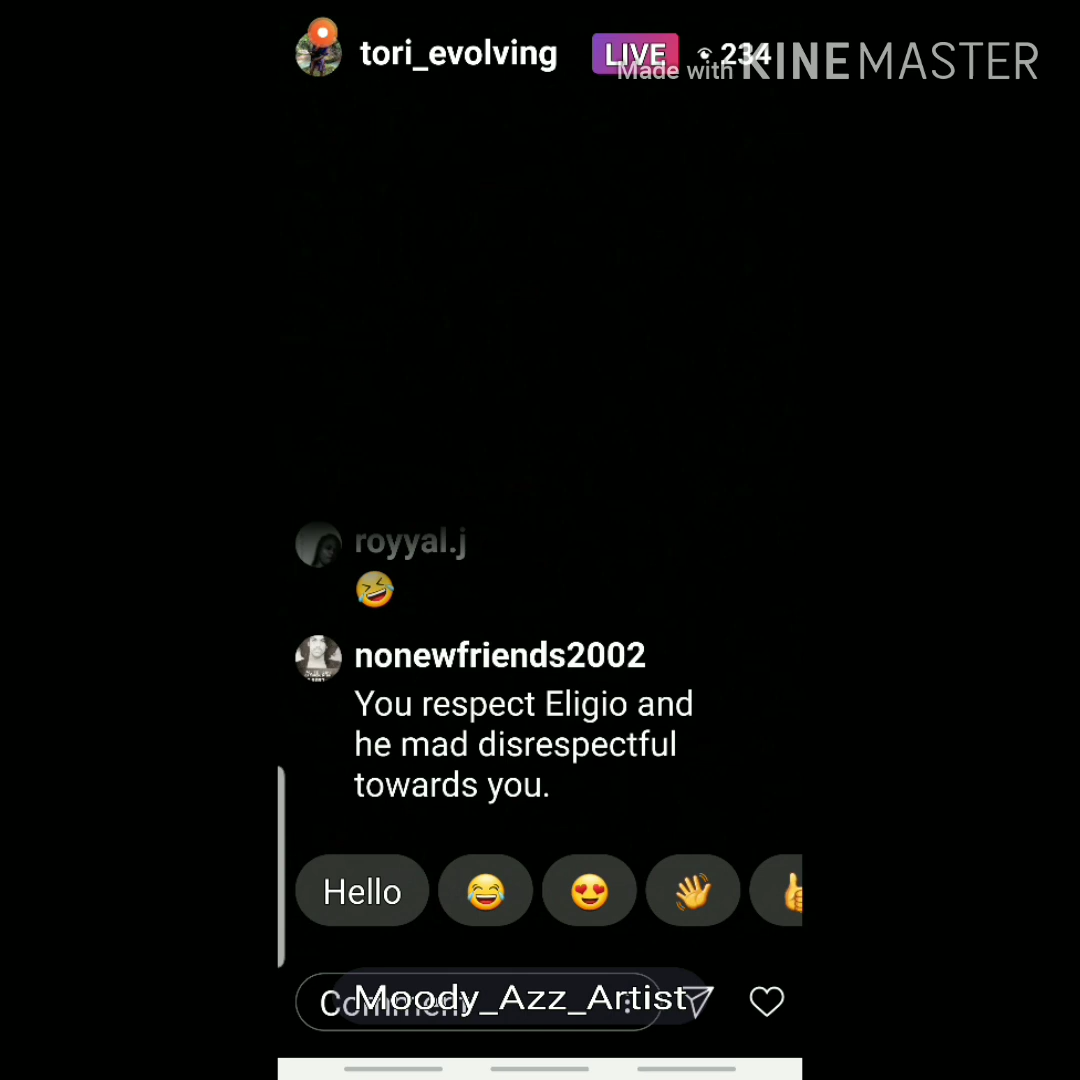 tori_evolving LIVE 234
Made with KINEMASTER
royyal.j
🤣
nonewfriends2002
You respect Eligio and
he mad disrespectful
towards you.
Hello 😂 😍 👋 👍
Comment
Moody_Azz_Artist